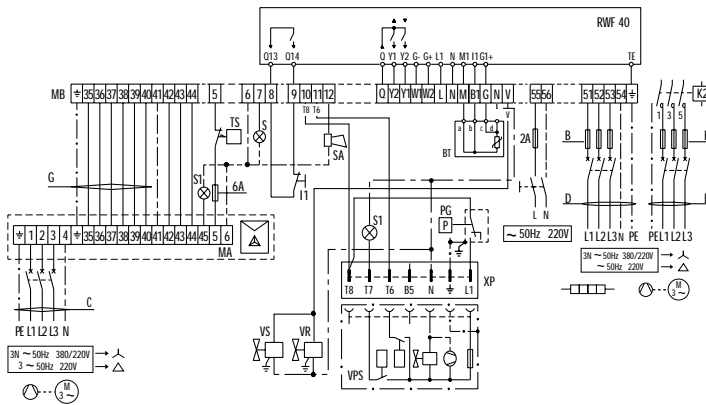 RWF 40
Q13 Q14 Q Y1 Y2 G- G+ L1 N M1 I1 G1+ TE
MB 35 36 37 38 39 40 41 42 43 44 5 6 7 8 9 10 11 12 Q Y2 Y1 W1 W2 L N M B1 G N V 55 56 51 52 53 54
K2
T8 T6 V
1 3 5
TS S SA a b c d BT 2A B
G S1 6A I1 D
L N L1 L2 L3 N PE PE L1 L2 L3
~ 50Hz 220V
S1 PG P
1 2 3 4 35 36 37 38 39 40 41 42 43 44 45 5 6
MA
3N ~ 50Hz 380/220V
~ 50Hz 220V
T8 T7 T6 B5 N L1 XP
M
3 ~
C
PE L1 L2 L3 N
VS VR
VPS
3N ~ 50Hz 380/220V
3 ~ 50Hz 220V
M
3 ~